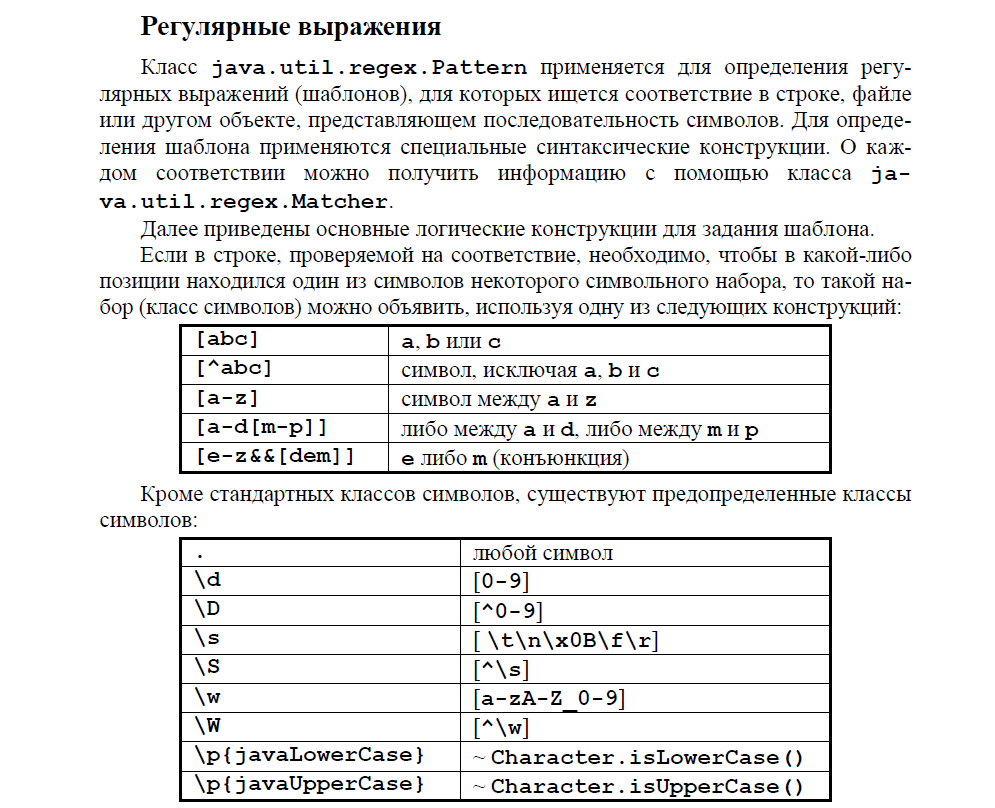 Регулярные выражения
Класс java.util.regex.Pattern применяется для определения регу-
лярных выражений (шаблонов), для которых ищется соответствие в строке, файле
или другом объекте, представляющем последовательность символов. Для опреде-
ления шаблона применяются специальные синтаксические конструкции. О каж-
дом соответствии можно получить информацию с помощью класса ja-
va.util.regex.Matcher.
Далее приведены основные логические конструкции для задания шаблона.
Если в строке, проверяемой на соответствие, необходимо, чтобы в какой-либо
позиции находился один из символов некоторого символьного набора, то такой на-
бор (класс символов) можно объявить, используя одну из следующих конструкций:
[abc] a, b или c
[^abc] символ, исключая a, b и c
[a-z] символ между a и z
[a-d[m-p]] либо между a и d, либо между m и p
[e-z&&[dem]] e либо m (конъюнкция)
Кроме стандартных классов символов, существуют предопределенные классы
символов:
. любой символ
\d [0-9]
\D [^0-9]
\s [ \t\n\x0B\f\r]
\S [^\s]
\w [a-zA-Z_0-9]
\W [^\w]
\p{javaLowerCase} ~ Character.isLowerCase()
\p{javaUpperCase} ~ Character.isUpperCase()